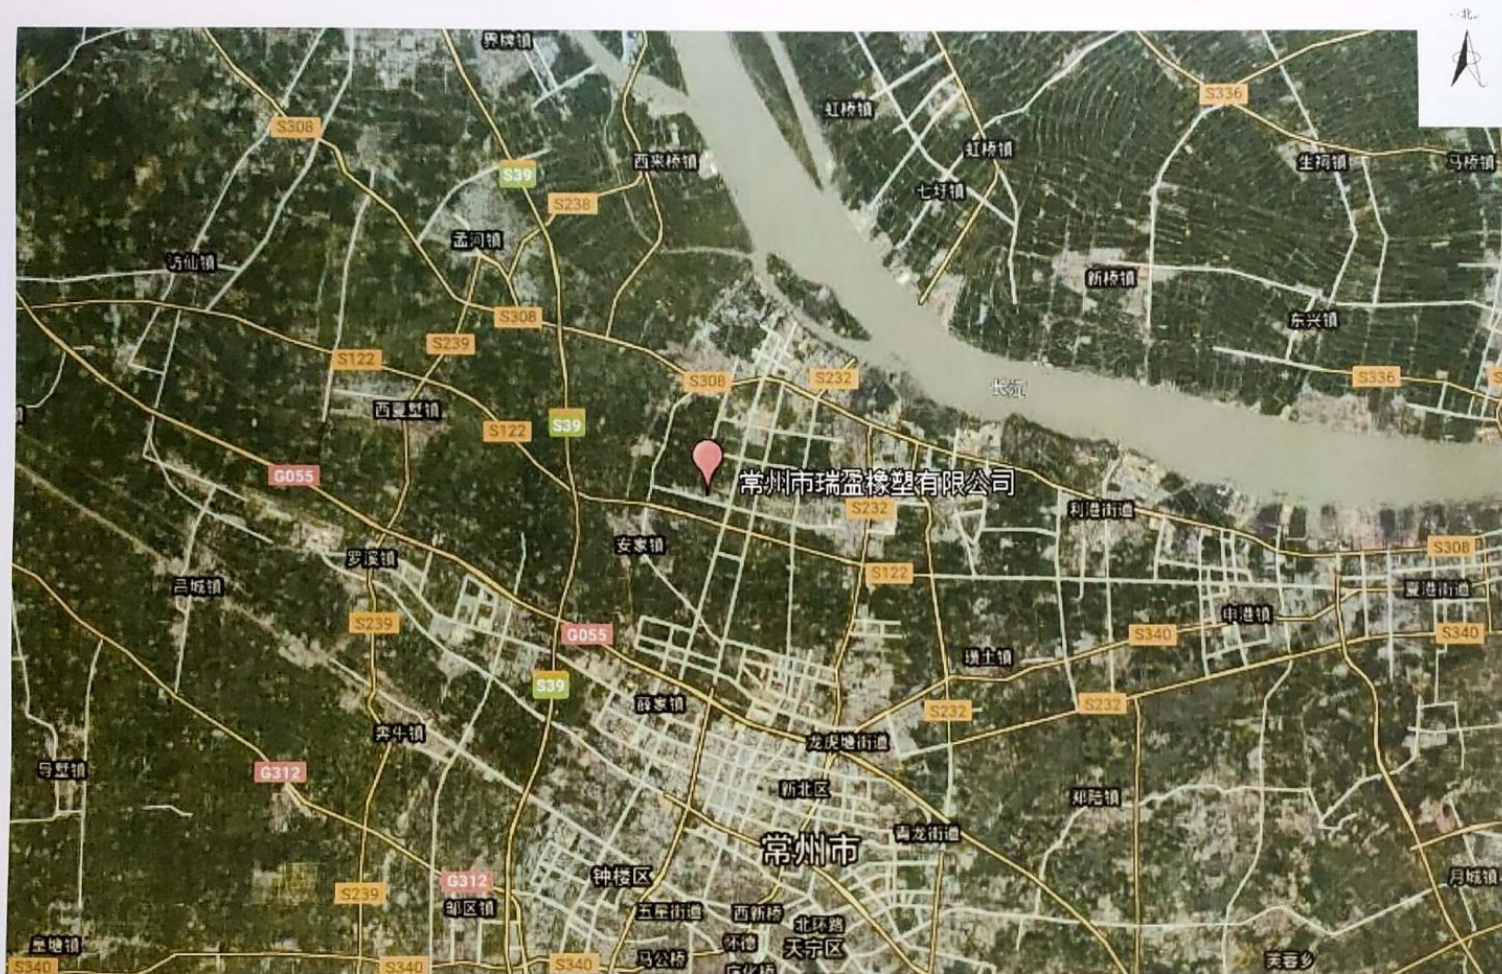 北
界牌镇
S336
虹桥镇
S308
虹桥镇
生祠镇
马桥镇
西来桥镇
S39
七圩镇
S238
孟河镇
访仙镇
新桥镇
S308
东兴镇
S239
S122
S308
S232
S336
长江
西夏墅镇
S39
S122
G055
常州市瑞盈橡塑有限公司
S232
利港街道
安家镇
S308
罗溪镇
S122
吕城镇
夏港街道
申港镇
S239
G055
S340
S340
璜土镇
S39
薛家镇
S232
S232
奔牛镇
龙虎塘街道
导墅镇
G312
新北区
郑陆镇
青龙街道
常州市
钟楼区
G312
月城镇
S239
邹区镇
五星街道
西新桥
北环路
皇塘镇
怀德
天宁区
马公桥
芙蓉乡
S340
S340
S340